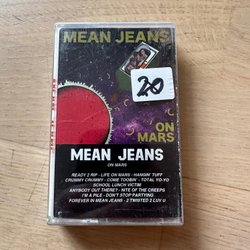 MEAN JEANS
20
ON
MARS
MEAN JEANS
ON MARS
READY 2 RIP - LIFE ON MARS - HANGIN' TUFF
CRUMMY CRUMMY - COME TOOBIN' - TOTAL YO-YO
SCHOOL LUNCH VICTIM
ANYBODY OUT THERE? - NITE OF THE CREEPS
I'M A PILE - DON'T STOP PARTYING
FOREVER IN MEAN JEANS - 2 TWISTED 2 LUV U